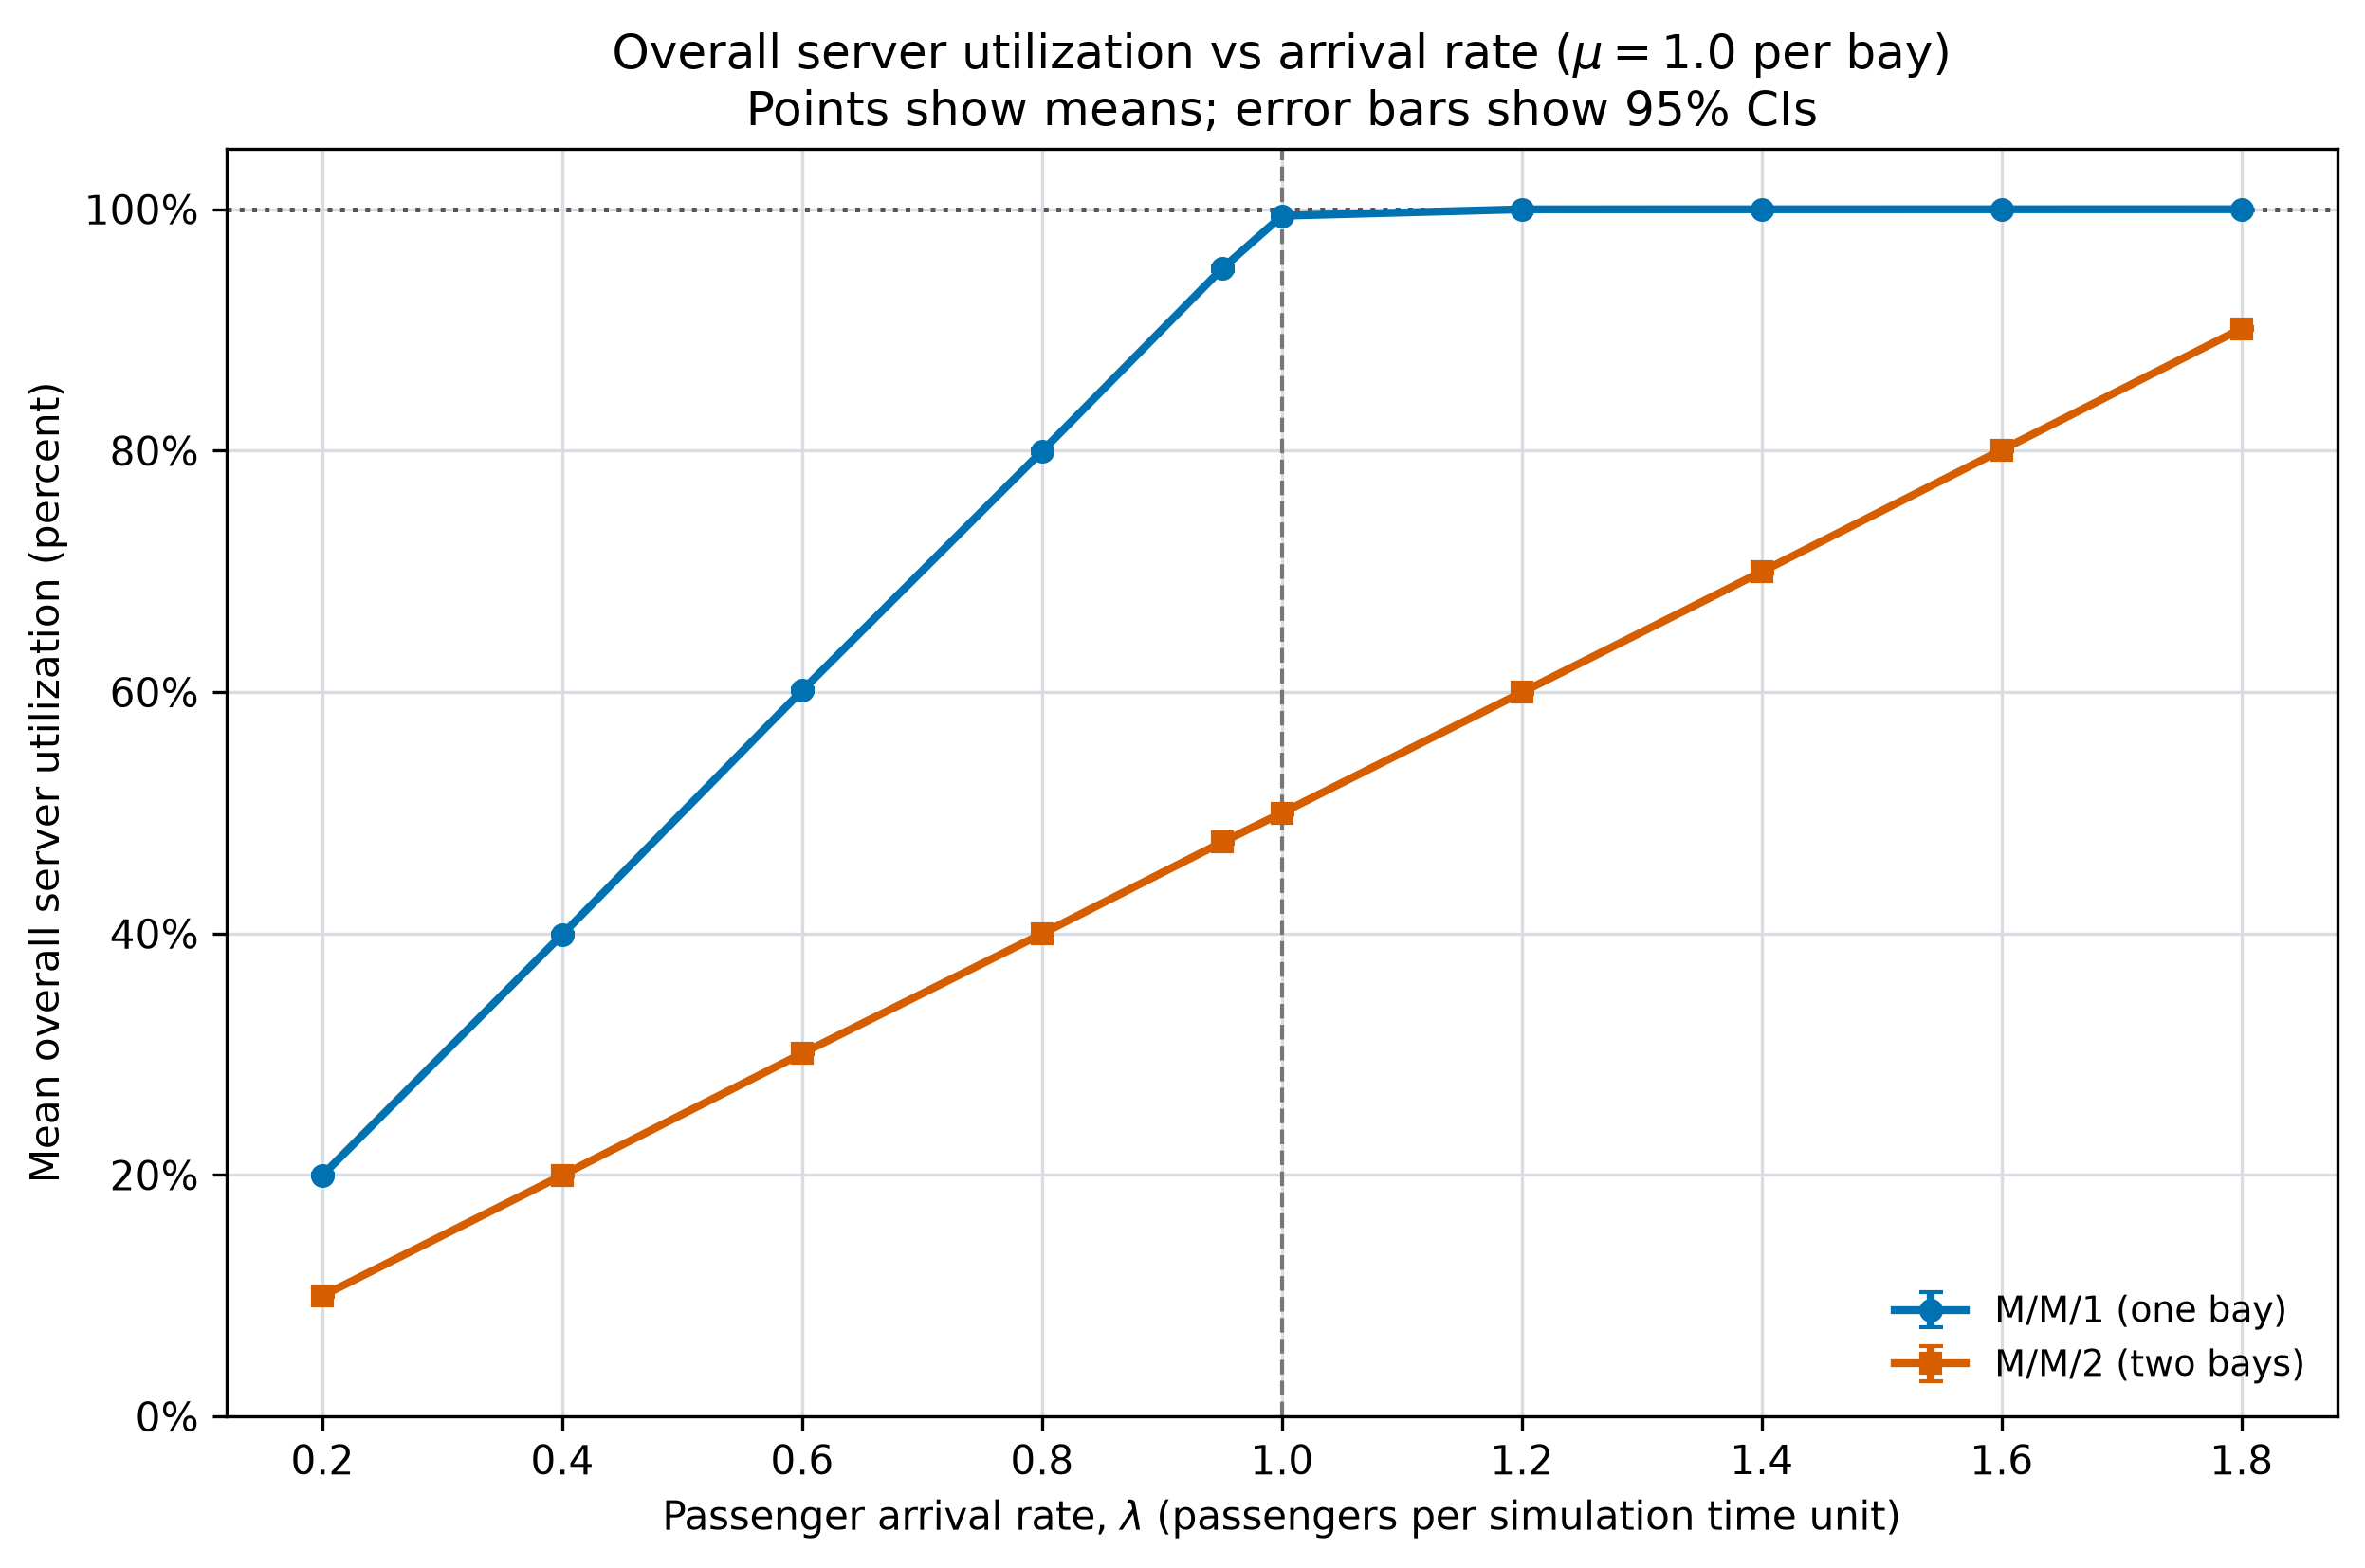 Overall server utilization vs arrival rate (μ = 1.0 per bay)
Points show means; error bars show 95% CIs
Mean overall server utilization (percent)
100%
80%
60%
40%
20%
0%
0.2 0.4 0.6 0.8 1.0 1.2 1.4 1.6 1.8
Passenger arrival rate, λ (passengers per simulation time unit)
M/M/1 (one bay)
M/M/2 (two bays)